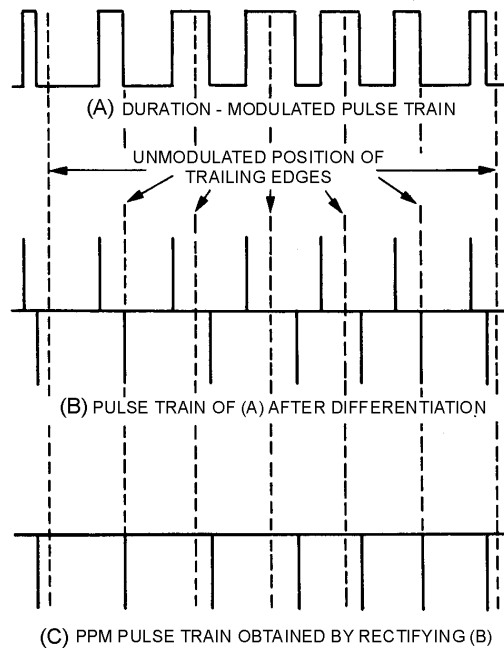 (A) DURATION - MODULATED PULSE TRAIN
UNMODULATED POSITION OF
TRAILING EDGES
(B) PULSE TRAIN OF (A) AFTER DIFFERENTIATION
(C) PPM PULSE TRAIN OBTAINED BY RECTIFYING (B)